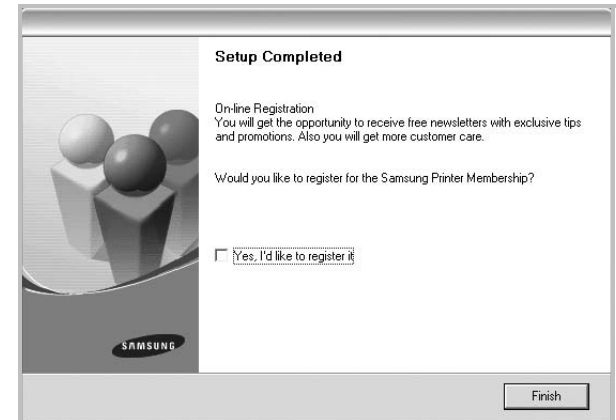 Setup Completed
On-line Registration
You will get the opportunity to receive free newsletters with exclusive tips
and promotions. Also you will get more customer care.
Would you like to register for the Samsung Printer Membership?
Yes, I'd like to register it
SAMSUNG
Finish